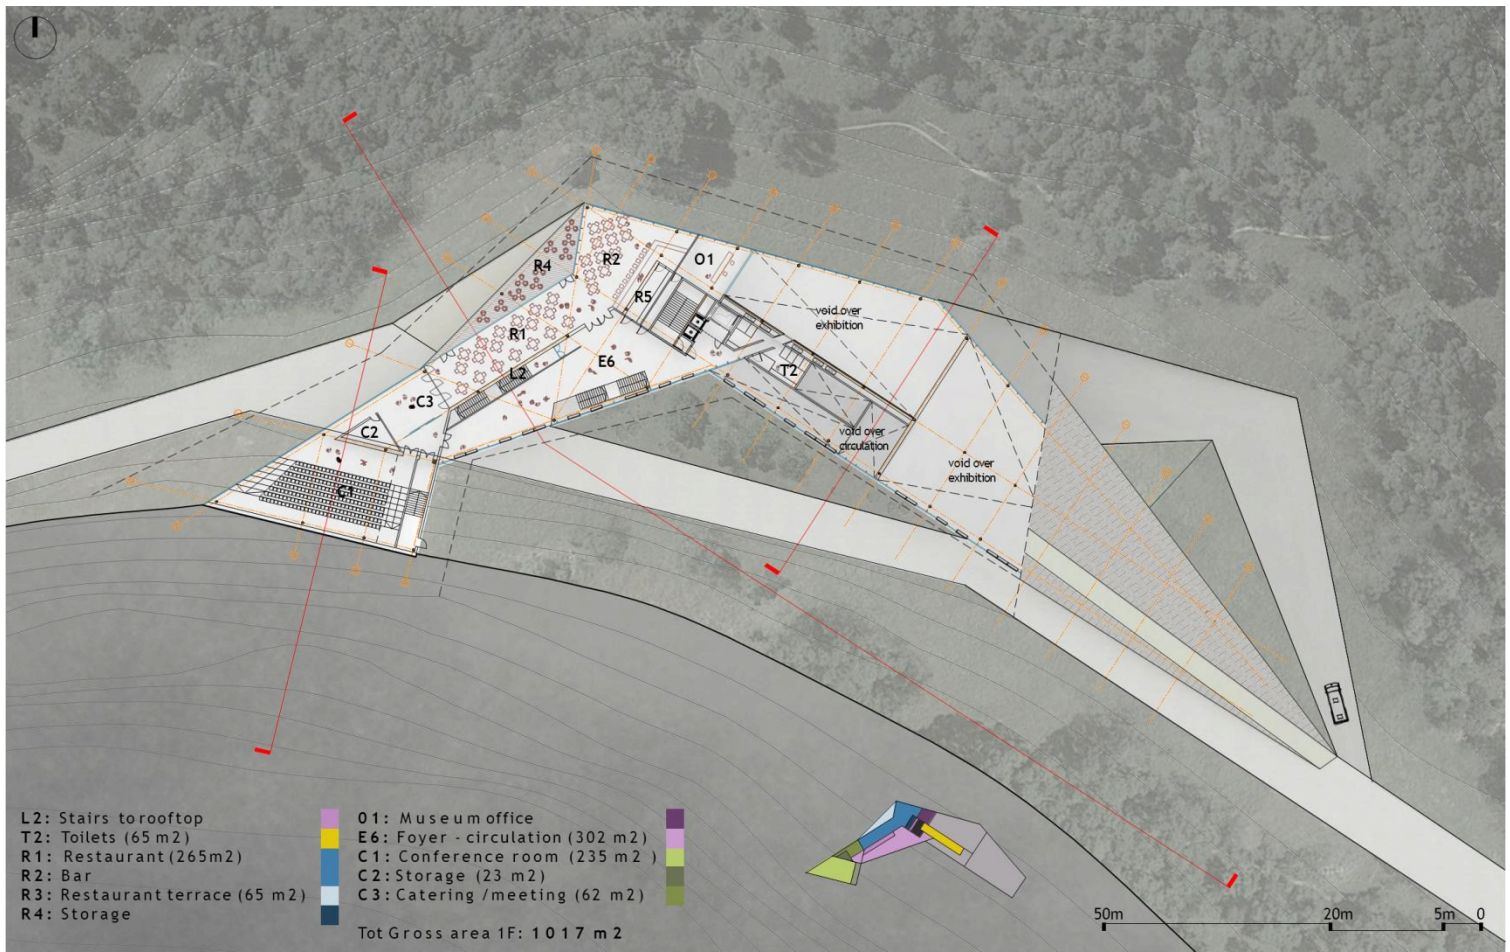 R4
R2
O1
R5
void over
exhibition
R1
E6
L2
T2
C3
C2
void over
circulation
void over
exhibition
C1
L2: Stairs to rooftop
T2: Toilets (65 m2)
R1: Restaurant (265m2)
R2: Bar
R3: Restaurant terrace (65 m2)
R4: Storage
O1: Museum office
E6: Foyer - circulation (302 m2)
C1: Conference room (235 m2 )
C2: Storage (23 m2)
C3: Catering /meeting (62 m2)
Tot Gross area 1F: 1017 m2
50m 20m 5m 0